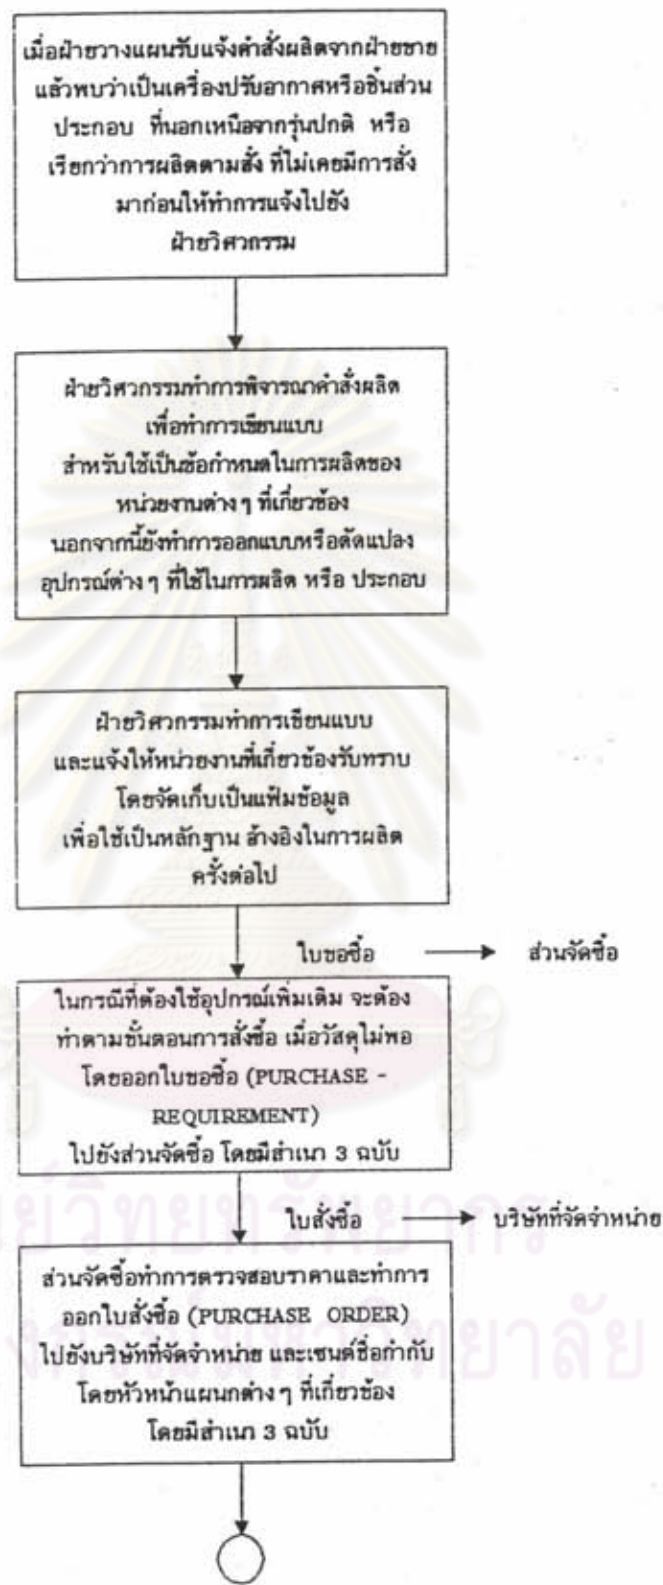 เมื่อฝ่ายวางแผนรับแจ้งคำสั่งผลิตจากฝ่ายขาย
แล้วพบว่าเป็นเครื่องปรับอากาศหรือชิ้นส่วน
ประกอบ ที่นอกเหนือจากรุ่นปกติ หรือ
เรียกว่าการผลิตตามสั่ง ที่ไม่เคยมีการสั่ง
มาก่อนให้ทำการแจ้งไปยัง
ฝ่ายวิศวกรรม
ฝ่ายวิศวกรรมทำการพิจารณาคำสั่งผลิต
เพื่อทำการเขียนแบบ
สำหรับใช้เป็นข้อกำหนดในการผลิตของ
หน่วยงานต่างๆ ที่เกี่ยวข้อง
นอกจากนี้ยังทำการออกแบบหรือดัดแปลง
อุปกรณ์ต่างๆ ที่ใช้ในการผลิต หรือ ประกอบ
ฝ่ายวิศวกรรมทำการเขียนแบบ
และแจ้งให้หน่วยงานที่เกี่ยวข้องรับทราบ
โดยจัดเก็บเป็นแฟ้มข้อมูล
เพื่อใช้เป็นหลักฐาน อ้างอิงในการผลิต
ครั้งต่อไป
ใบขอซื้อ ส่วนจัดซื้อ
ในกรณีที่ต้องใช้อุปกรณ์เพิ่มเติม จะต้อง
ทำตามขั้นตอนการสั่งซื้อ เมื่อวัสดุไม่พอ
โดยออกใบขอซื้อ (PURCHASE -
REQUIREMENT)
ไปยังส่วนจัดซื้อ โดยมีสำเนา 3 ฉบับ
ใบสั่งซื้อ บริษัทที่จัดจำหน่าย
ส่วนจัดซื้อทำการตรวจสอบราคาและทำการ
ออกใบสั่งซื้อ (PURCHASE ORDER)
ไปยังบริษัทที่จัดจำหน่าย และเซนต์ชื่อกำกับ
โดยหัวหน้าแผนกต่างๆ ที่เกี่ยวข้อง
โดยมีสำเนา 3 ฉบับ